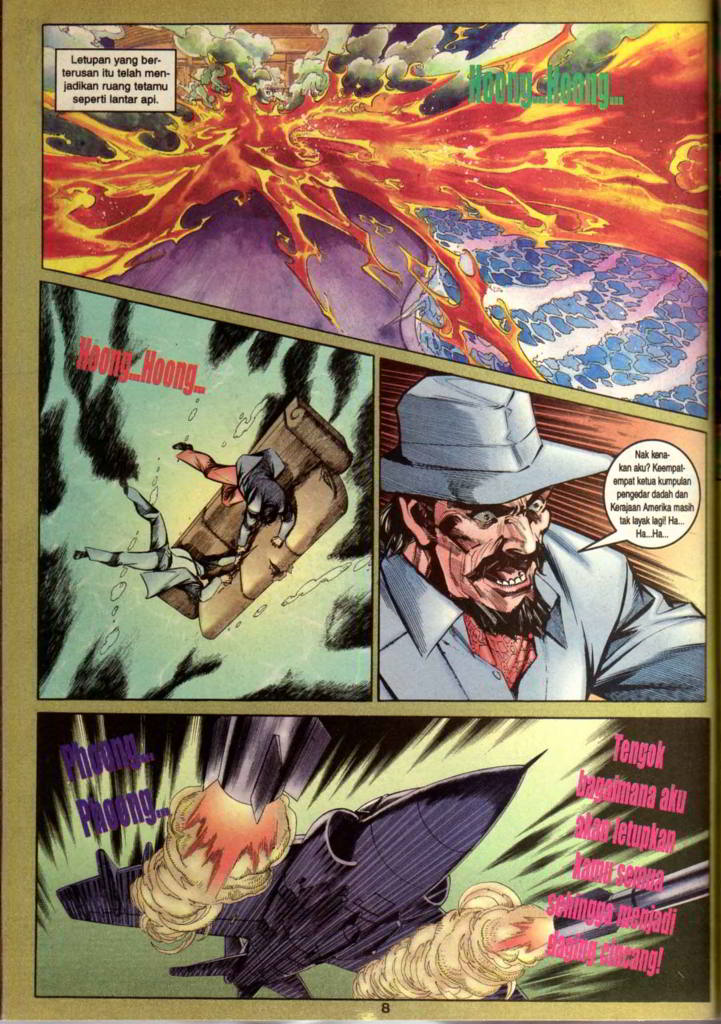 Letupan yang ber-
terusan itu telah men-
jadikan ruang tetamu
seperti lantar api.
Hoong...Hoong...
Hoong...Hoong...
Nak kena-
kan aku? Keempat-
empat ketua kumpulan
pengedar dadah dan
Kerajaan Amerika masih
tak layak lagi! Ha...
Ha...Ha...
Phoong...
Phoong...
Tengok
bagaimana aku
akan letupkan
kamu semua
sehingga menjadi
daging cincang!
8